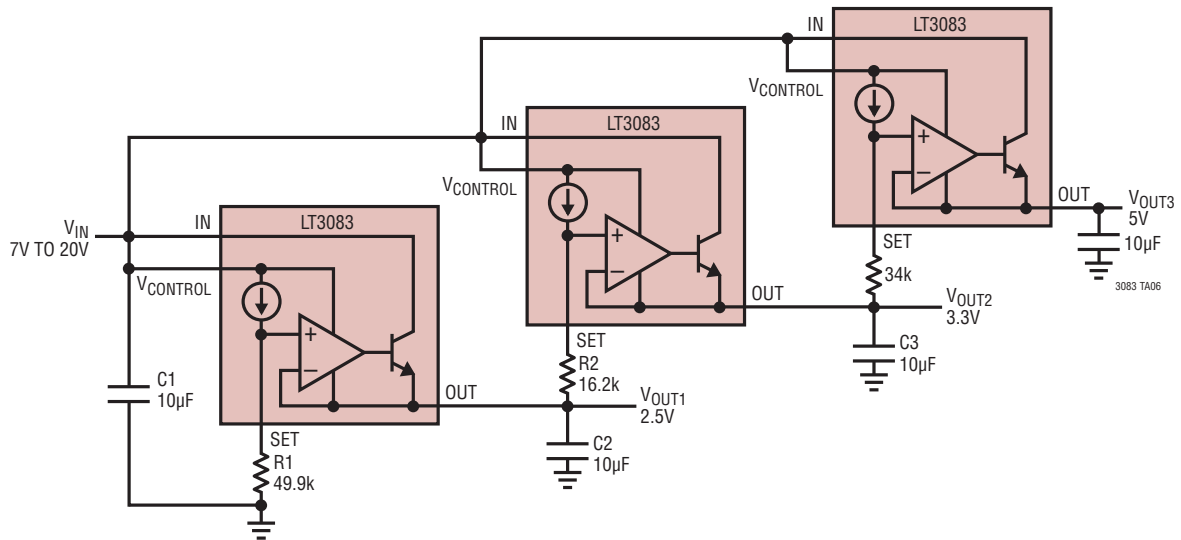 IN
LT3083
VCONTROL
+
−
OUT
VOUT3
5V
10µF
SET
34k
3083 TA06
IN
LT3083
VCONTROL
+
−
OUT
VOUT2
3.3V
C3
10µF
SET
R2
16.2k
VIN
7V TO 20V
IN
LT3083
VCONTROL
+
−
OUT
VOUT1
2.5V
C2
10µF
C1
10µF
SET
R1
49.9k